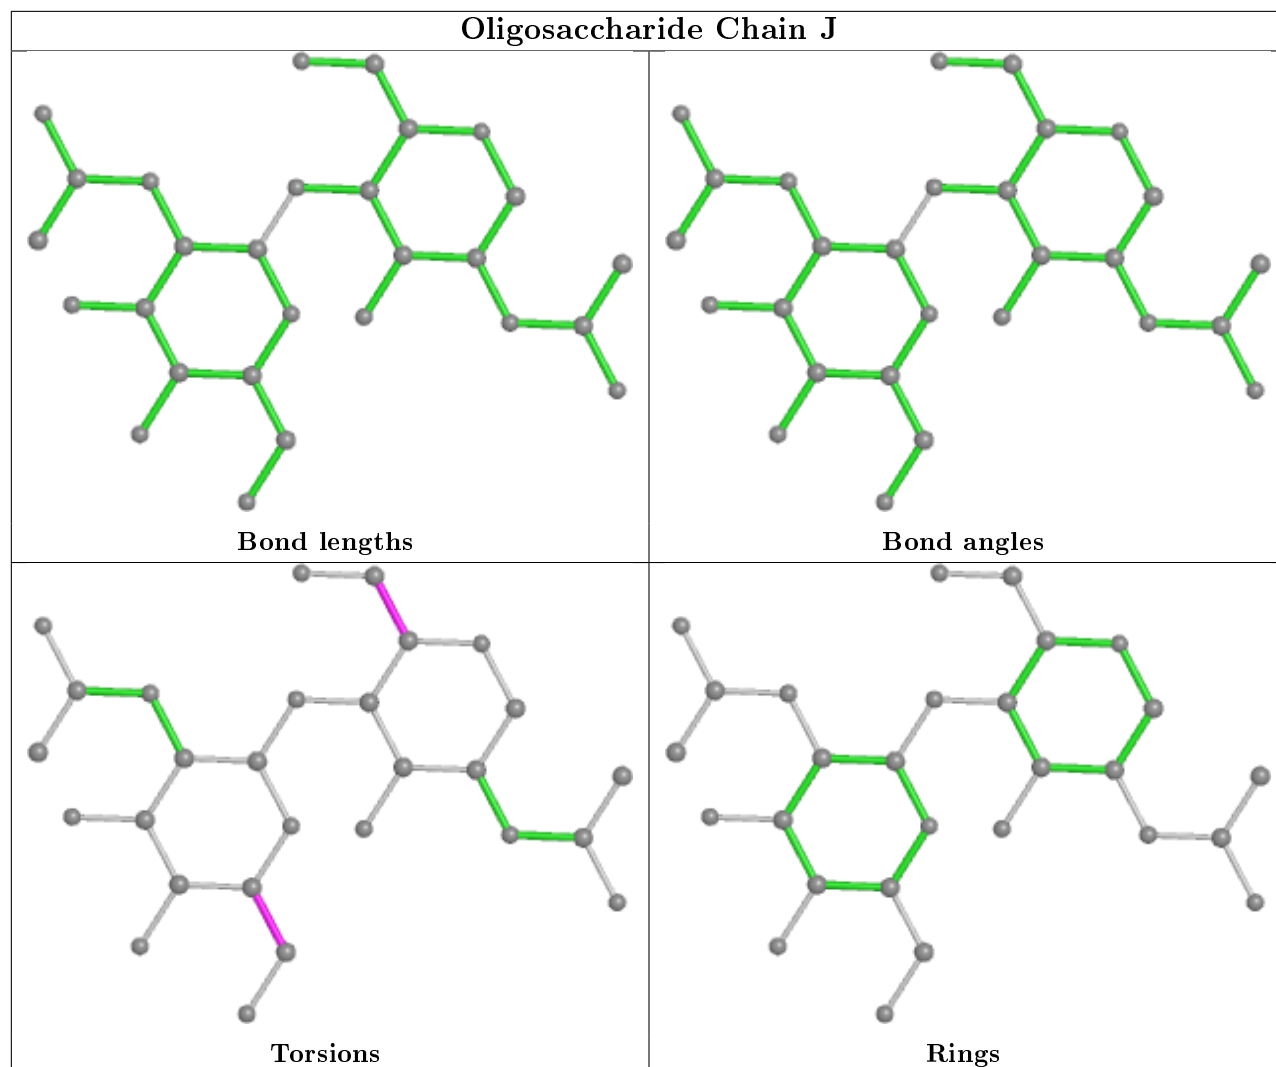 Oligosaccharide Chain J
Bond lengths
Bond angles
Torsions
Rings